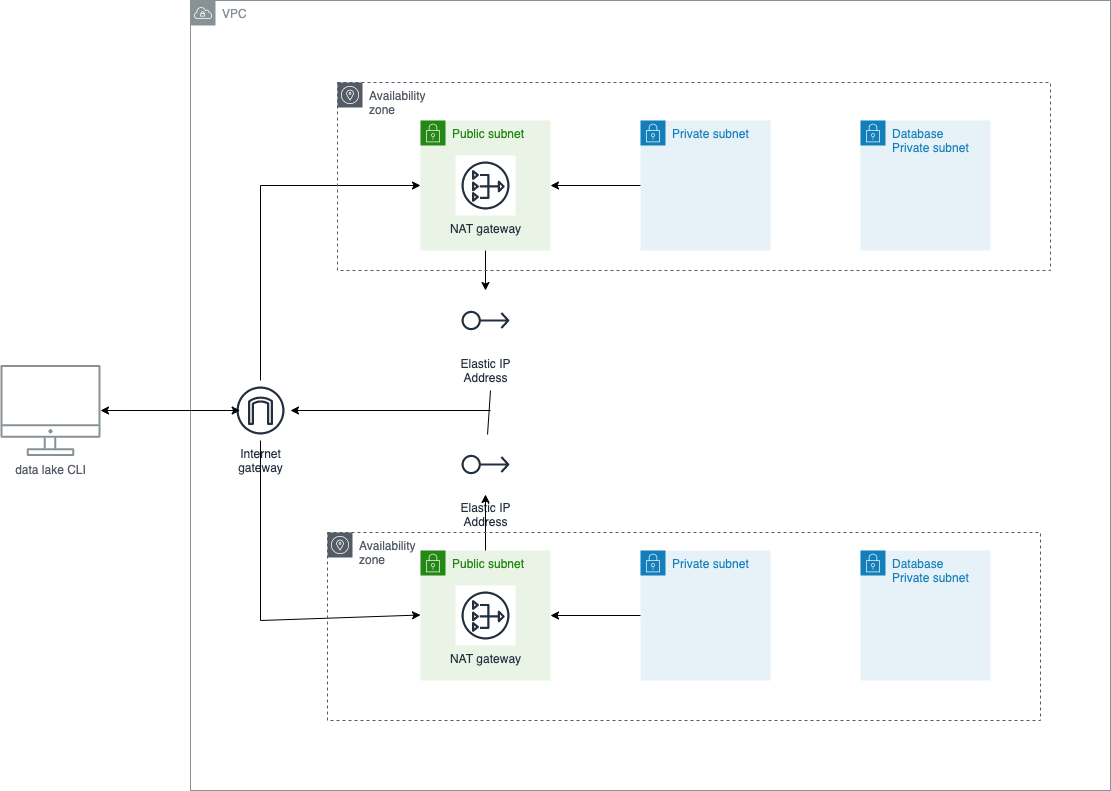 VPC
Availability
zone
Public subnet
Private subnet
Database
Private subnet
NAT gateway
Elastic IP
Address
data lake CLI
Internet
gateway
Elastic IP
Address
Availability
zone
Public subnet
Private subnet
Database
Private subnet
NAT gateway